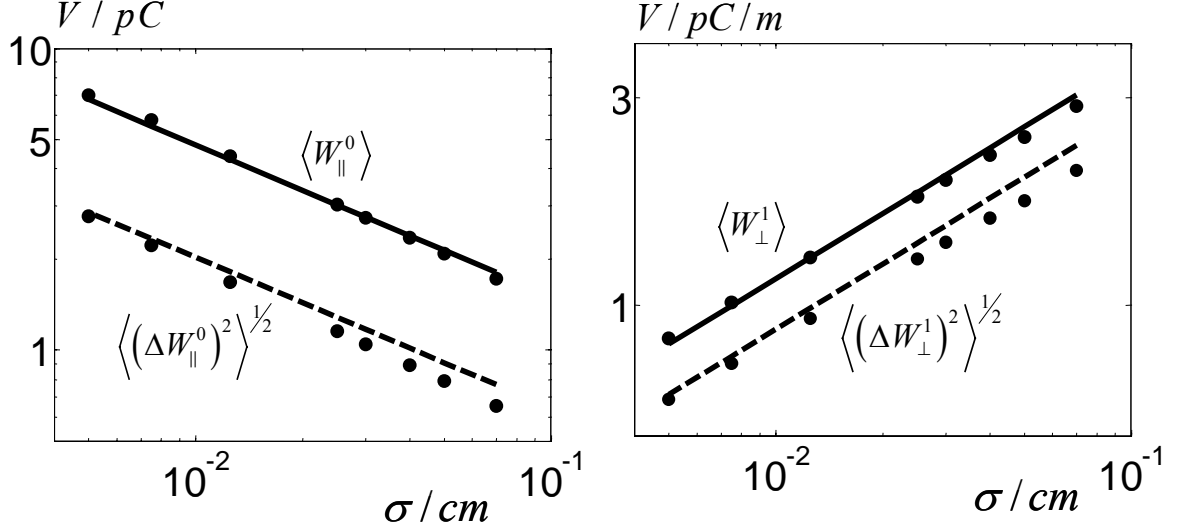 V / pC
10
5
1
⟨W∥⁰⟩
⟨(ΔW∥⁰)²⟩^1/2
10⁻²
10⁻¹
σ / cm
V / pC / m
3
1
⟨W⊥¹⟩
⟨(ΔW⊥¹)²⟩^1/2
10⁻²
10⁻¹
σ / cm